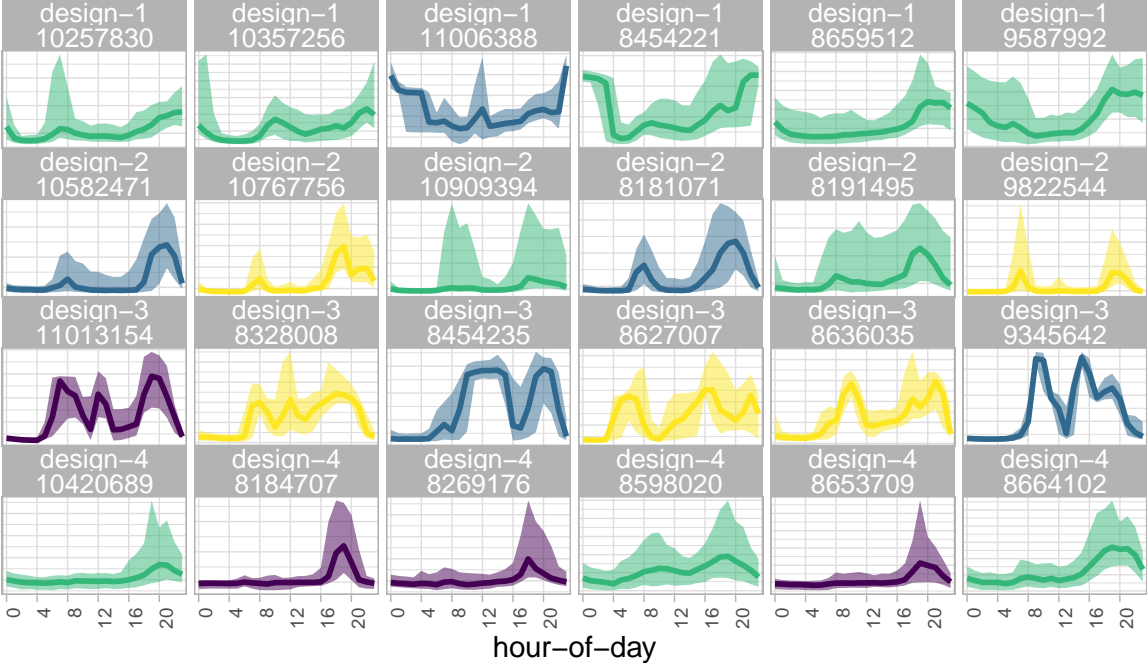 design−1 design−1 design−1 design−1 design−1 design−1
10257830 10357256 11006388 8454221 8659512 9587992
design−2 design−2 design−2 design−2 design−2 design−2
10582471 10767756 10909394 8181071 8191495 9822544
design−3 design−3 design−3 design−3 design−3 design−3
11013154 8328008 8454235 8627007 8636035 9345642
design−4 design−4 design−4 design−4 design−4 design−4
10420689 8184707 8269176 8598020 8653709 8664102
0 4 8 12 16 20 0 4 8 12 16 20 0 4 8 12 16 20 0 4 8 12 16 20 0 4 8 12 16 20 0 4 8 12 16 20
hour−of−day